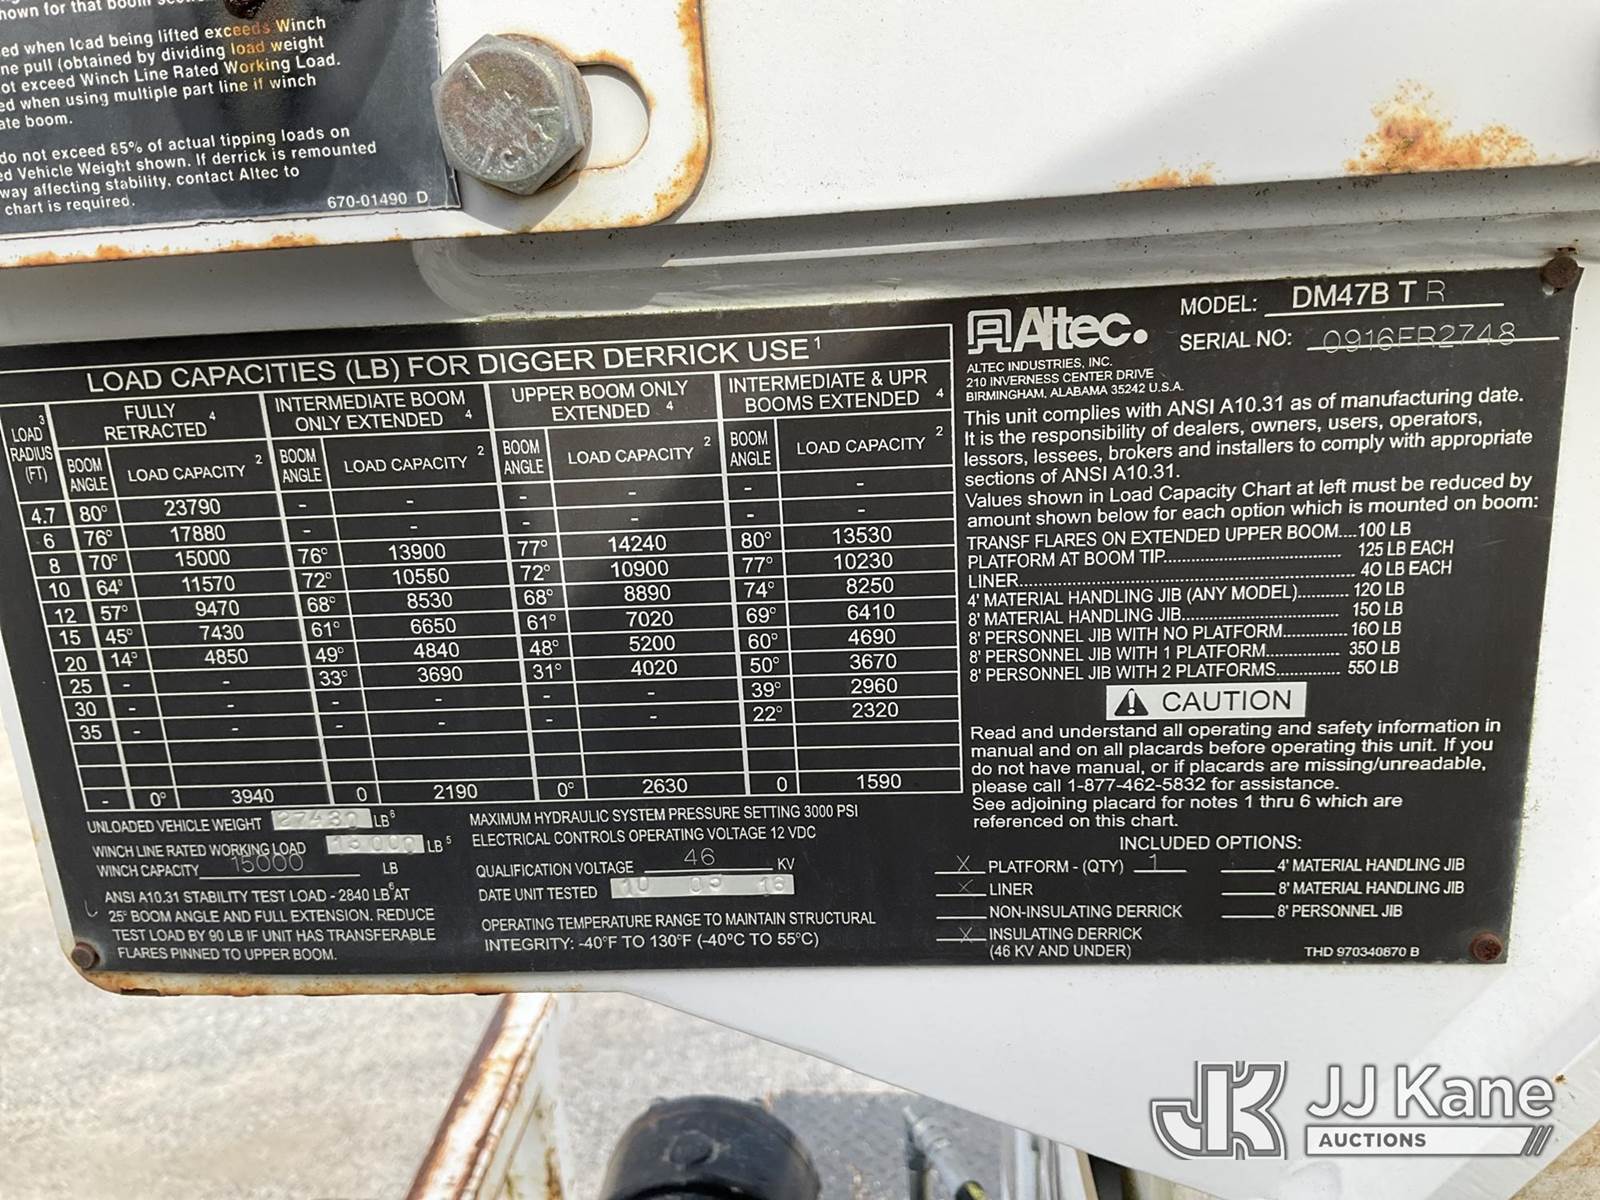 shown for that boom
ed when load being lifted exceeds Winch
ne pull (obtained by dividing load weight
ot exceed Winch Line Rated Working Load.
ed when using multiple part line if winch
ate boom.
do not exceed 85% of actual tipping loads on
ed Vehicle Weight shown. If derrick is remounted
way affecting stability, contact Altec to
chart is required.
670-01490 D
LOAD CAPACITIES (LB) FOR DIGGER DERRICK USE 1
LOAD 3 RADIUS (FT) FULLY RETRACTED 4 INTERMEDIATE BOOM ONLY EXTENDED 4 UPPER BOOM ONLY EXTENDED 4 INTERMEDIATE & UPR BOOMS EXTENDED 4
BOOM ANGLE LOAD CAPACITY 2 BOOM ANGLE LOAD CAPACITY 2 BOOM ANGLE LOAD CAPACITY 2 BOOM ANGLE LOAD CAPACITY 2
4.7 80° 23790 - - - - - -
6 76° 17880 - - - - - -
8 70° 15000 76° 13900 77° 14240 80° 13530
10 64° 11570 72° 10550 72° 10900 77° 10230
12 57° 9470 68° 8530 68° 8890 74° 8250
15 45° 7430 61° 6650 61° 7020 69° 6410
20 14° 4850 49° 4840 48° 5200 60° 4690
25 - - 33° 3690 31° 4020 50° 3670
30 - - - - - - 39° 2960
35 - - - - - - 22° 2320
- 0° 3940 0 2190 0° 2630 0 1590
UNLOADED VEHICLE WEIGHT 27430 LB 6
WINCH LINE RATED WORKING LOAD 15000 LB 5
WINCH CAPACITY 15000 LB
ANSI A10.31 STABILITY TEST LOAD - 2840 LB 6 AT
25° BOOM ANGLE AND FULL EXTENSION. REDUCE
TEST LOAD BY 90 LB IF UNIT HAS TRANSFERABLE
FLARES PINNED TO UPPER BOOM.
MAXIMUM HYDRAULIC SYSTEM PRESSURE SETTING 3000 PSI
ELECTRICAL CONTROLS OPERATING VOLTAGE 12 VDC
QUALIFICATION VOLTAGE 46 KV
DATE UNIT TESTED 10 05 16
OPERATING TEMPERATURE RANGE TO MAINTAIN STRUCTURAL
INTEGRITY: -40°F TO 130°F (-40°C TO 55°C)
Altec.
ALTEC INDUSTRIES, INC.
210 INVERNESS CENTER DRIVE
BIRMINGHAM, ALABAMA 35242 U.S.A.
MODEL: DM47B T R
SERIAL NO: 0916FR2748
This unit complies with ANSI A10.31 as of manufacturing date.
It is the responsibility of dealers, owners, users, operators,
lessors, lessees, brokers and installers to comply with appropriate
sections of ANSI A10.31.
Values shown in Load Capacity Chart at left must be reduced by
amount shown below for each option which is mounted on boom:
TRANSF FLARES ON EXTENDED UPPER BOOM....100 LB
PLATFORM AT BOOM TIP................................ 125 LB EACH
LINER............................................................ 40 LB EACH
4' MATERIAL HANDLING JIB (ANY MODEL)........... 120 LB
8' MATERIAL HANDLING JIB................................ 150 LB
8' PERSONNEL JIB WITH NO PLATFORM............. 160 LB
8' PERSONNEL JIB WITH 1 PLATFORM............... 350 LB
8' PERSONNEL JIB WITH 2 PLATFORMS............. 550 LB
CAUTION
Read and understand all operating and safety information in
manual and on all placards before operating this unit. If you
do not have manual, or if placards are missing/unreadable,
please call 1-877-462-5832 for assistance.
See adjoining placard for notes 1 thru 6 which are
referenced on this chart.
INCLUDED OPTIONS:
X PLATFORM - (QTY) 1 4' MATERIAL HANDLING JIB
X LINER 8' MATERIAL HANDLING JIB
NON-INSULATING DERRICK 8' PERSONNEL JIB
X INSULATING DERRICK
(46 KV AND UNDER)
THD 970340870 B
JK JJ Kane
AUCTIONS